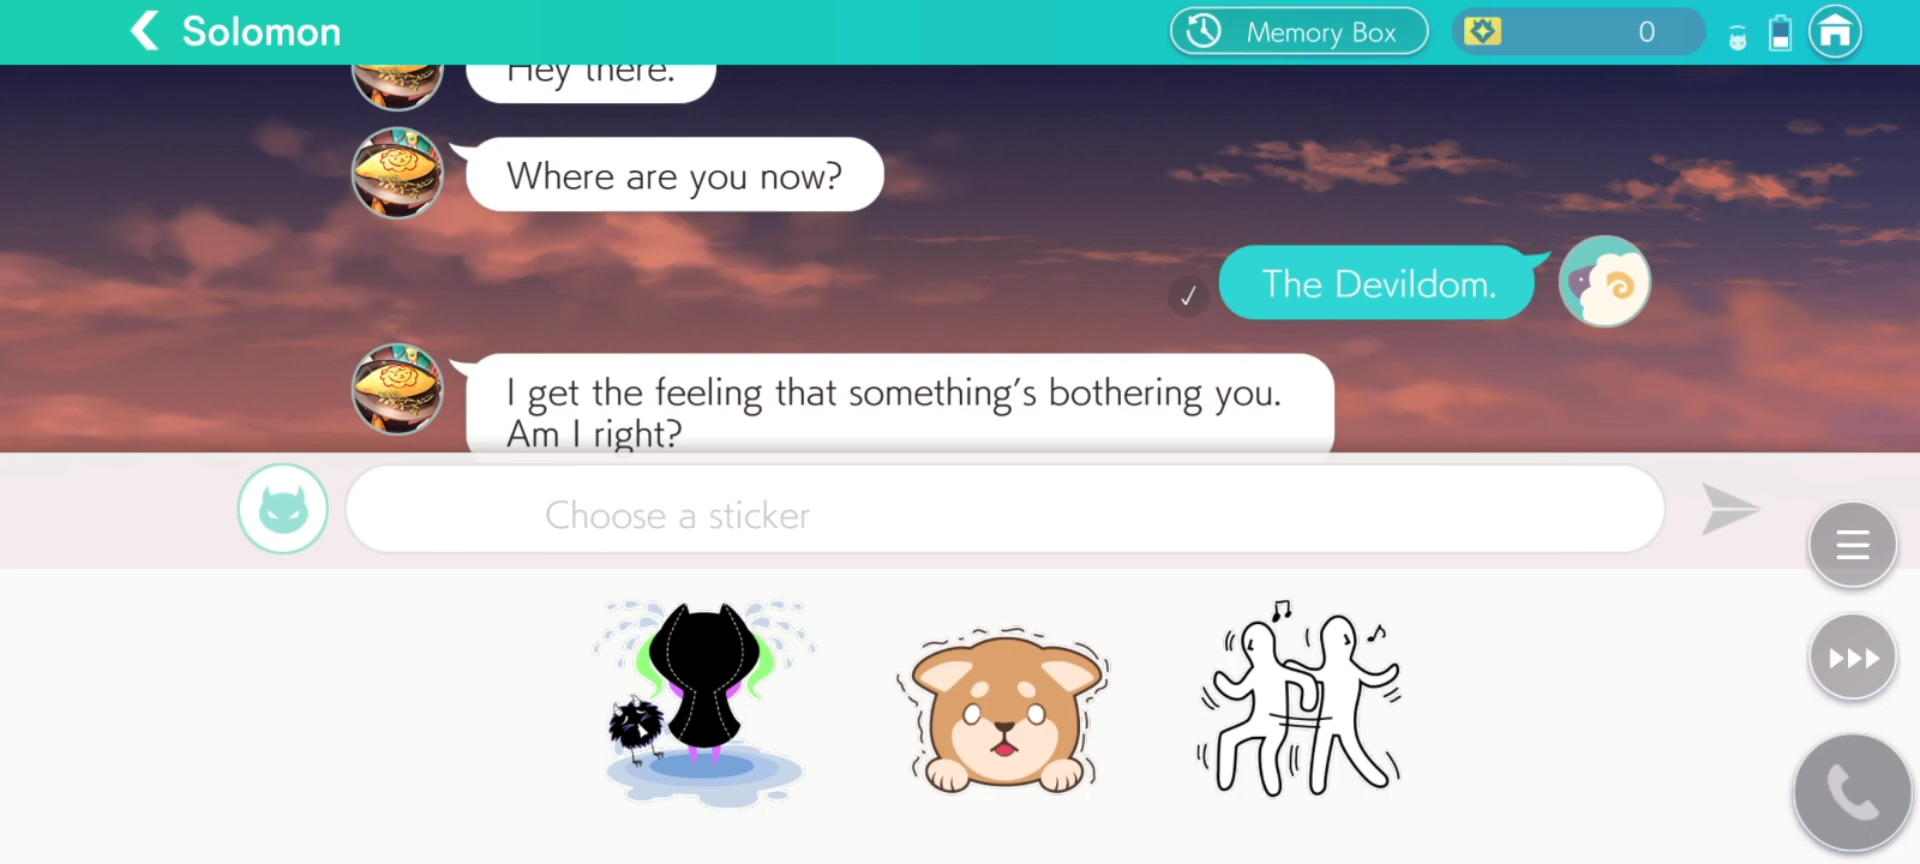 Solomon
Memory Box
0
Hey there.
Where are you now?
The Devildom.
I get the feeling that something's bothering you.
Am I right?
Choose a sticker